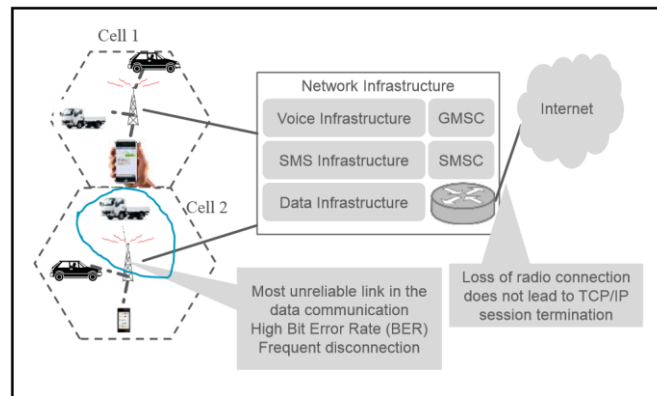 Cell 1
Network Infrastructure
Voice Infrastructure
GMSC
SMS Infrastructure
SMSC
Data Infrastructure
Internet
Cell 2
Most unreliable link in the
data communication
High Bit Error Rate (BER)
Frequent disconnection
Loss of radio connection
does not lead to TCP/IP
session termination